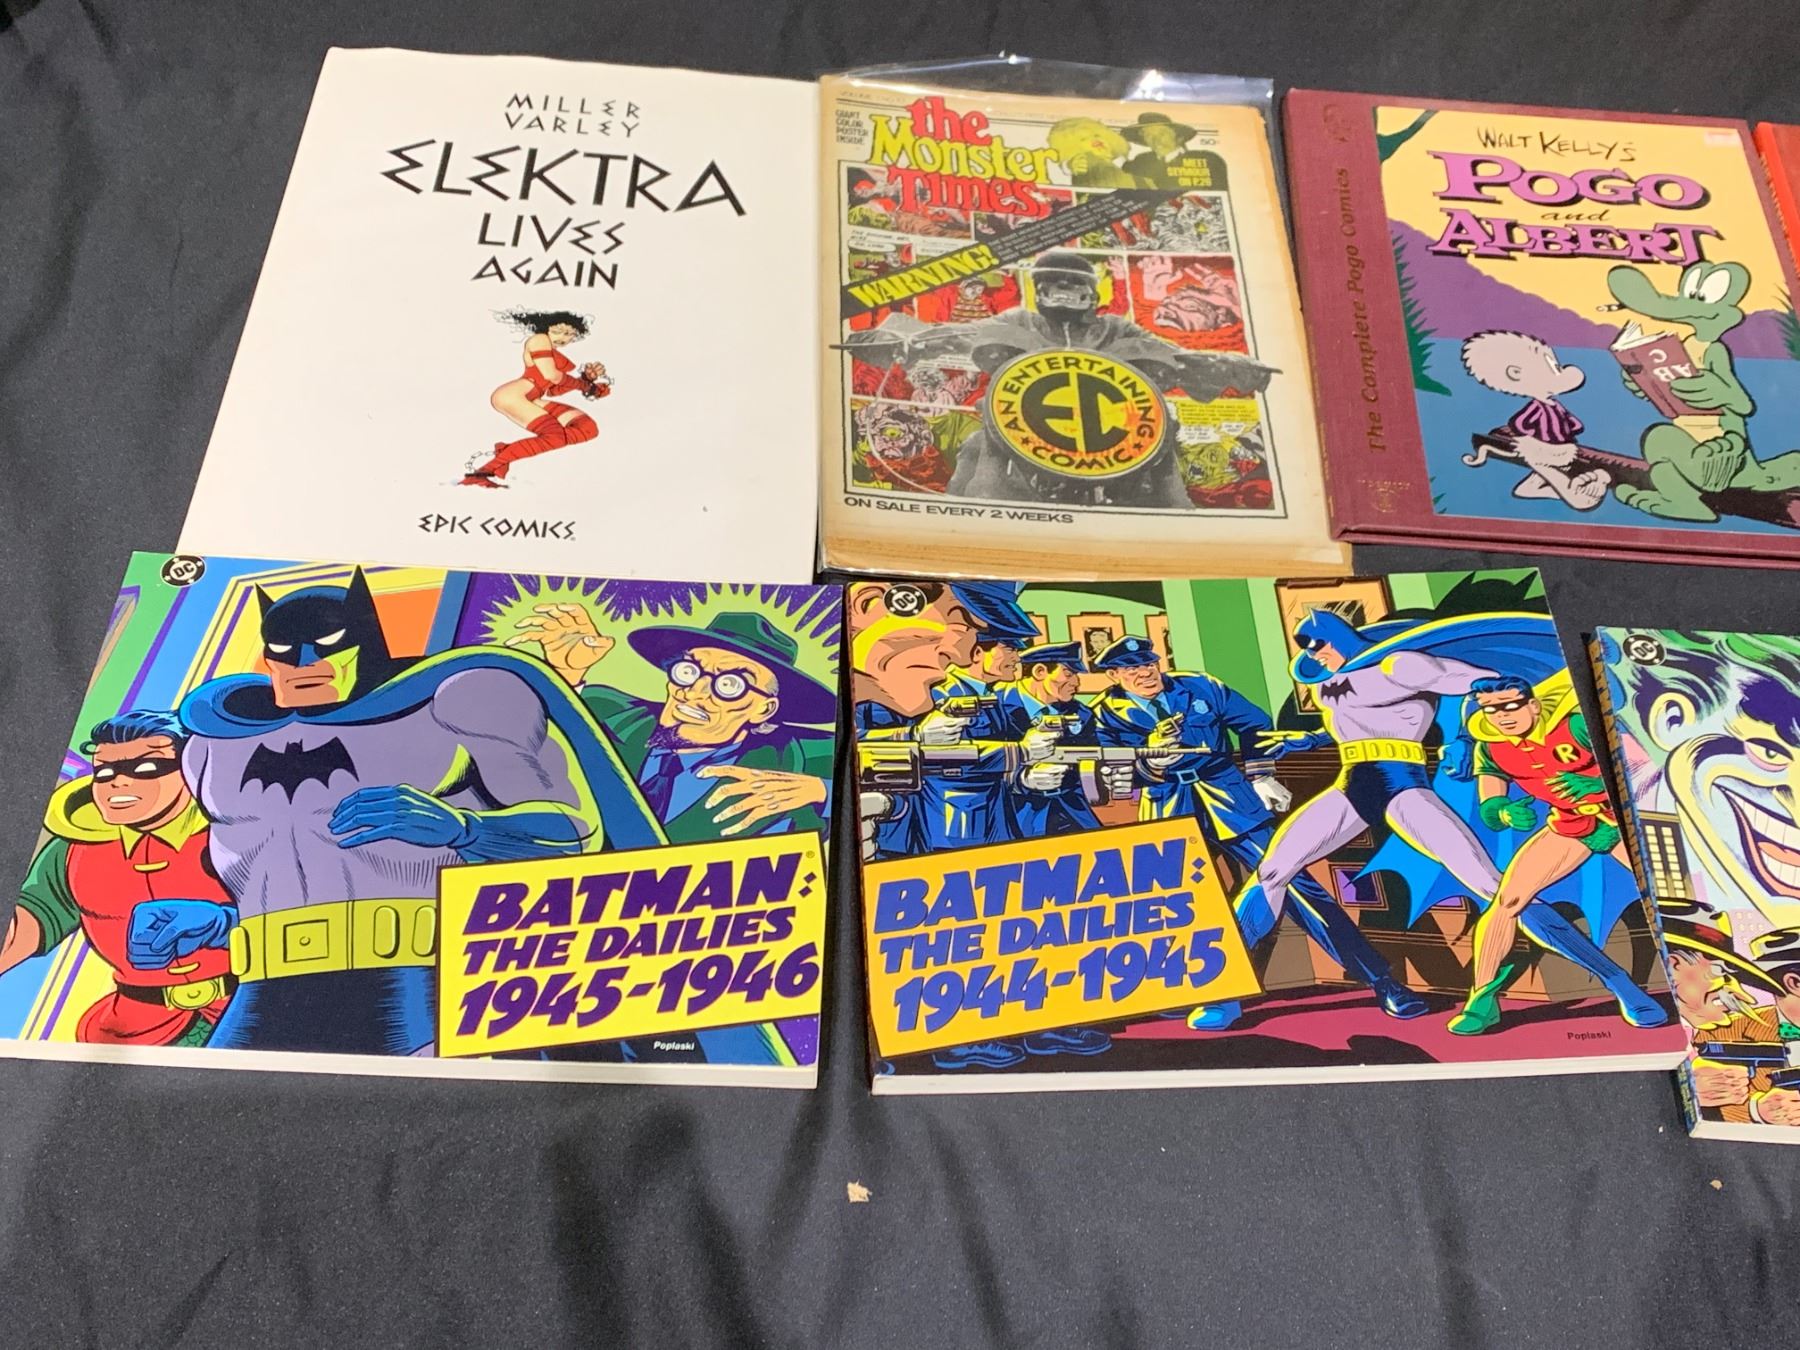 MILLER
VARLEY
ELEKTRA
LIVES
AGAIN
EPIC COMICS
the
Monster
Times
GIANT
COLOR
POSTER
INSIDE
50¢
MEET
SEYMOUR
ON P.26
WARNING!
AN ENTERTAINING
EC
COMIC
ON SALE EVERY 2 WEEKS
The Complete Pogo Comics
WALT KELLY'S
POGO
and
ALBERT
ABC
DC
BATMAN:
THE DAILIES
1945-1946
Poplaski
DC
BATMAN:
THE DAILIES
1944-1945
R
Poplaski
DC